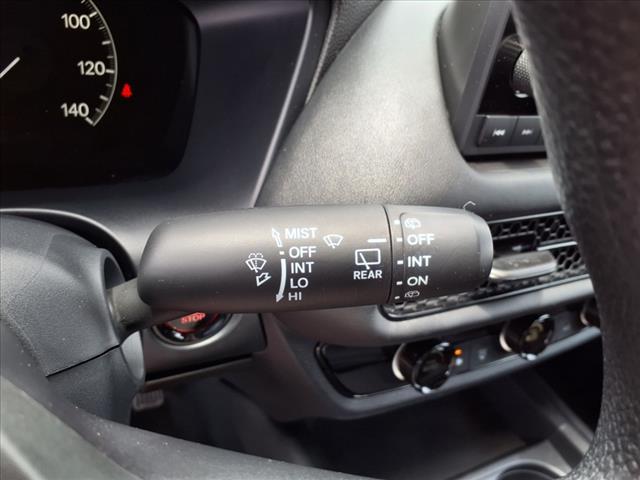 100
120
140
MIST
OFF
INT
LO
HI
REAR
OFF
INT
ON
STOP